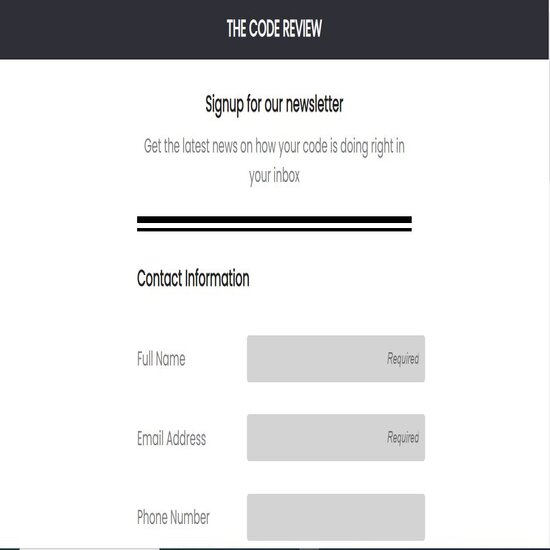 THE CODE REVIEW
Signup for our newsletter
Get the latest news on how your code is doing right in
your inbox
Contact Information
Full Name
Required
Email Address
Required
Phone Number